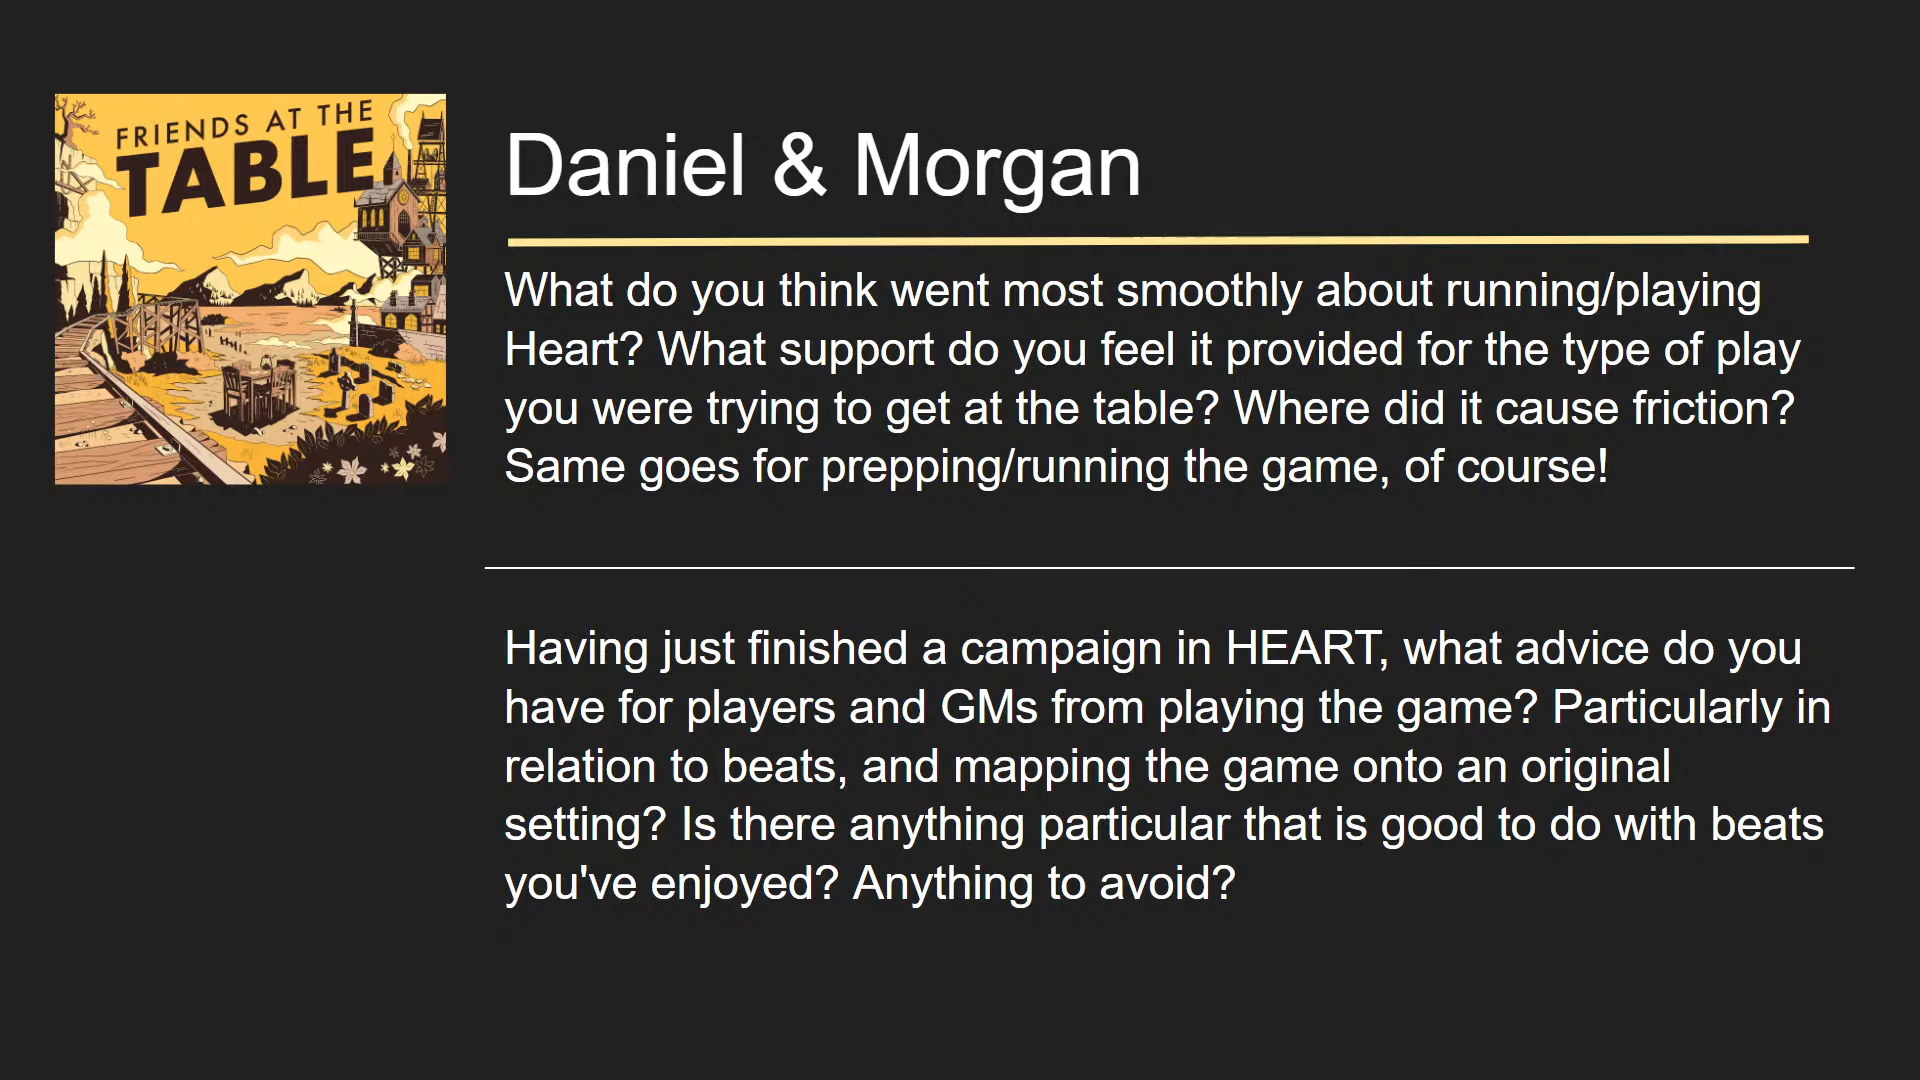 FRIENDS AT THE
TABLE
Daniel & Morgan
What do you think went most smoothly about running/playing
Heart? What support do you feel it provided for the type of play
you were trying to get at the table? Where did it cause friction?
Same goes for prepping/running the game, of course!
Having just finished a campaign in HEART, what advice do you
have for players and GMs from playing the game? Particularly in
relation to beats, and mapping the game onto an original
setting? Is there anything particular that is good to do with beats
you've enjoyed? Anything to avoid?